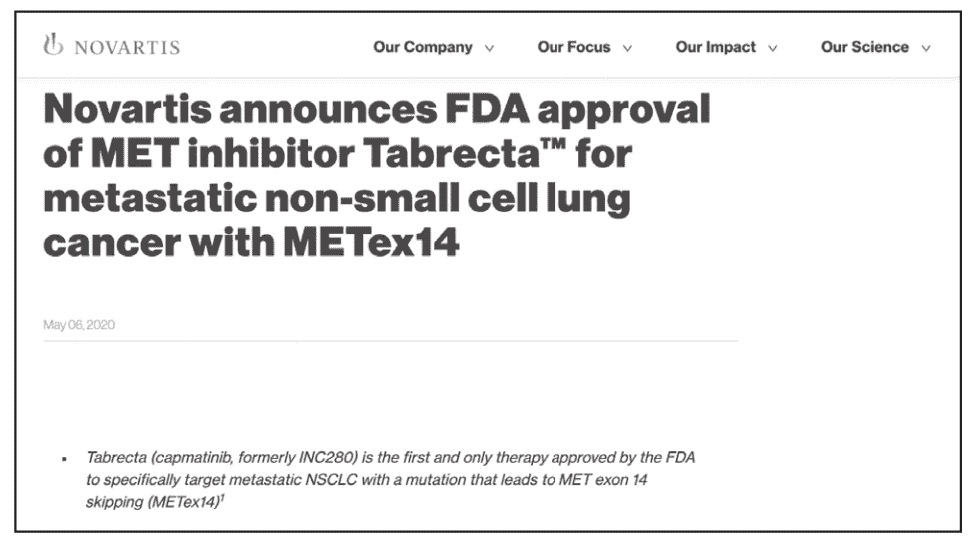 NOVARTIS Our Company Our Focus Our Impact Our Science
Novartis announces FDA approval
of MET inhibitor Tabrecta™ for
metastatic non-small cell lung
cancer with METex14
May 06, 2020
▪ Tabrecta (capmatinib, formerly INC280) is the first and only therapy approved by the FDA
to specifically target metastatic NSCLC with a mutation that leads to MET exon 14
skipping (METex14)¹